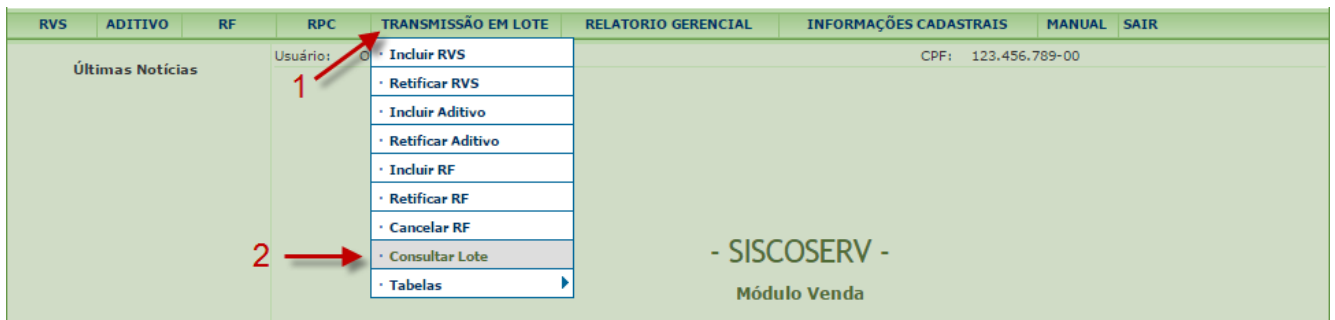 RVS ADITIVO RF RPC TRANSMISSÃO EM LOTE RELATORIO GERENCIAL INFORMAÇÕES CADASTRAIS MANUAL SAIR
Últimas Notícias
Usuário:
CPF: 123.456.789-00
1
· Incluir RVS
· Retificar RVS
· Incluir Aditivo
· Retificar Aditivo
· Incluir RF
· Retificar RF
· Cancelar RF
2
· Consultar Lote
· Tabelas
- SISCOSERV -
Módulo Venda